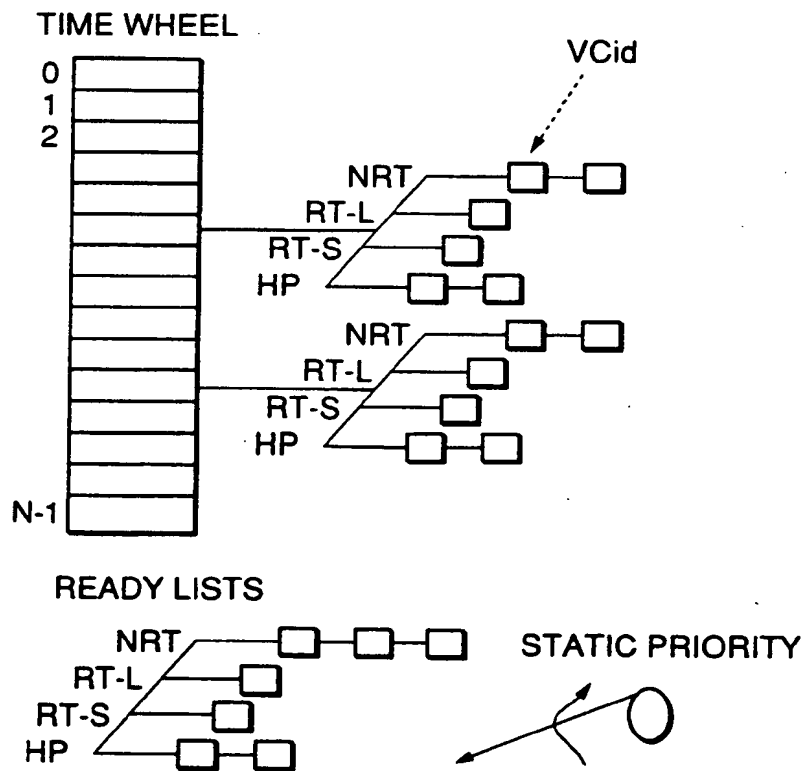 TIME WHEEL
0
1
2
N-1
VCid
NRT
RT-L
RT-S
HP
NRT
RT-L
RT-S
HP
READY LISTS
NRT
RT-L
RT-S
HP
STATIC PRIORITY